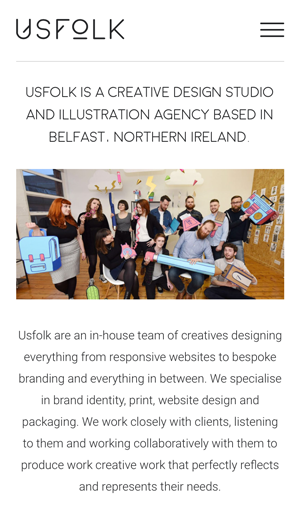 USFOLK
USFOLK IS A CREATIVE DESIGN STUDIO
AND ILLUSTRATION AGENCY BASED IN
BELFAST, NORTHERN IRELAND.
Usfolk are an in-house team of creatives designing
everything from responsive websites to bespoke
branding and everything in between. We specialise
in brand identity, print, website design and
packaging. We work closely with clients, listening
to them and working collaboratively with them to
produce work creative work that perfectly reflects
and represents their needs.